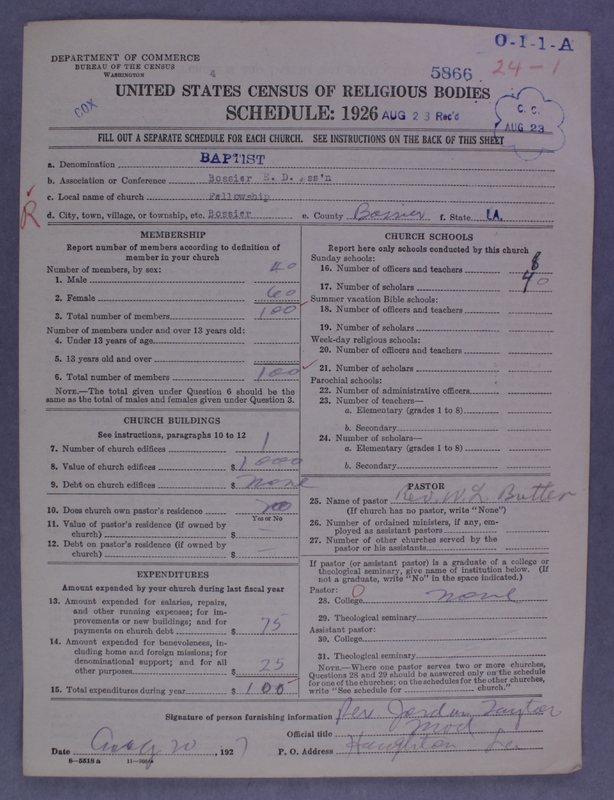 O-1-1-A
DEPARTMENT OF COMMERCE
BUREAU OF THE CENSUS
WASHINGTON
4
5866
24-1
COX
UNITED STATES CENSUS OF RELIGIOUS BODIES
SCHEDULE: 1926 AUG 23 Rec'd
C. C.
AUG 23
FILL OUT A SEPARATE SCHEDULE FOR EACH CHURCH. SEE INSTRUCTIONS ON THE BACK OF THIS SHEET
a. Denomination BAPTIST
b. Association or Conference Bossier E. D. Ass'n
c. Local name of church Fellowship
R
d. City, town, village, or township, etc. Bossier e. County Bossier f. State LA.
MEMBERSHIP
Report number of members according to definition of
member in your church
Number of members, by sex:
1. Male 40
2. Female 60
3. Total number of members 100
Number of members under and over 13 years old:
4. Under 13 years of age
5. 13 years old and over
6. Total number of members 100
NOTE.—The total given under Question 6 should be the
same as the total of males and females given under Question 3.
CHURCH BUILDINGS
See instructions, paragraphs 10 to 12
7. Number of church edifices 1
8. Value of church edifices $ 1000
9. Debt on church edifices $ none
10. Does church own pastor's residence
Yes or No
11. Value of pastor's residence (if owned by
church) $
12. Debt on pastor's residence (if owned by
church) $
EXPENDITURES
Amount expended by your church during last fiscal year
13. Amount expended for salaries, repairs,
and other running expenses; for im-
provements or new buildings; and for
payments on church debt $ 75
14. Amount expended for benevolences, in-
cluding home and foreign missions; for
denominational support; and for all
other purposes $ 25
15. Total expenditures during year $ 100
CHURCH SCHOOLS
Report here only schools conducted by this church
Sunday schools:
16. Number of officers and teachers 8
17. Number of scholars 40
Summer vacation Bible schools:
18. Number of officers and teachers
19. Number of scholars
Week-day religious schools:
20. Number of officers and teachers
21. Number of scholars
Parochial schools:
22. Number of administrative officers
23. Number of teachers—
a. Elementary (grades 1 to 8)
b. Secondary
24. Number of scholars—
a. Elementary (grades 1 to 8)
b. Secondary
PASTOR
25. Name of pastor Rev. W. L. Butler
(If church has no pastor, write "None")
26. Number of ordained ministers, if any, em-
ployed as assistant pastors
27. Number of other churches served by the
pastor or his assistants
If pastor (or assistant pastor) is a graduate of a college or
theological seminary, give name of institution below. (If
not a graduate, write "No" in the space indicated.)
Pastor:
28. College 0 none
29. Theological seminary
Assistant pastor:
30. College
31. Theological seminary
NOTE.—Where one pastor serves two or more churches,
Questions 28 and 29 should be answered only on the schedule
for one of the churches; on the schedules for the other churches,
write "See schedule for church."
Signature of person furnishing information Rev Jordan Taylor
Official title Mod
Date 20, 1927 P. O. Address Haughton La.
8-5518 a